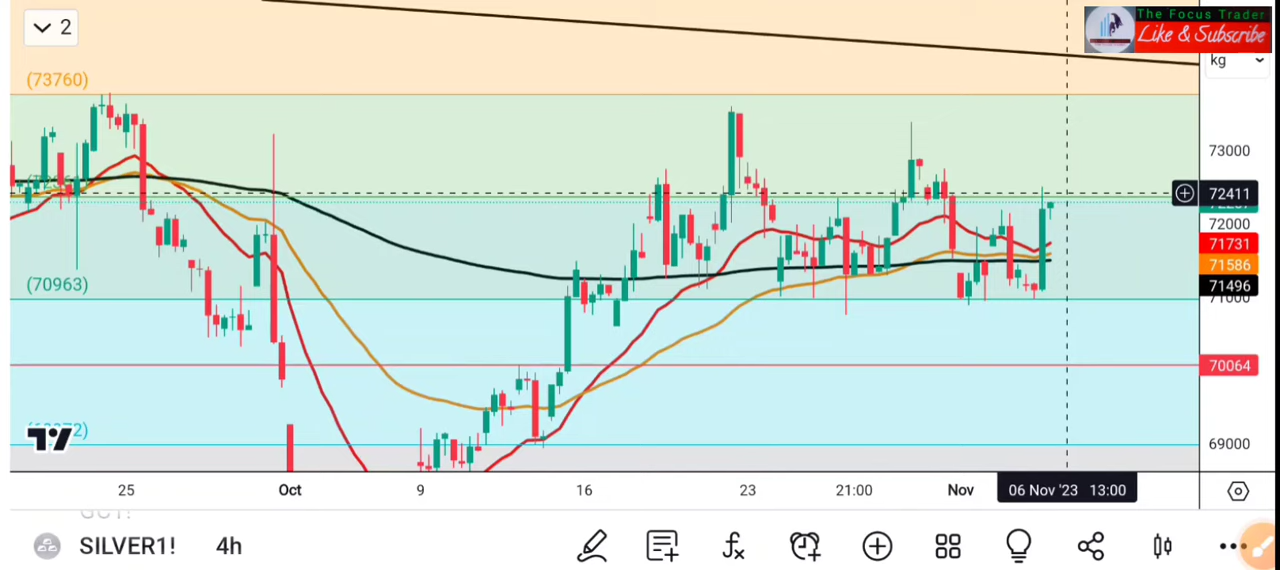 2
The Focus Trader
Like & Subscribe
kg
(73760)
73000
72411
72000
71731
(70963)
71586
71496
71000
70064
69000
25
Oct
9
16
23
21:00
Nov
06 Nov '23 13:00
SILVER1! 4h